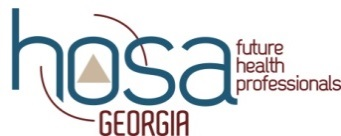 hosa
future
health
professionals
GEORGIA